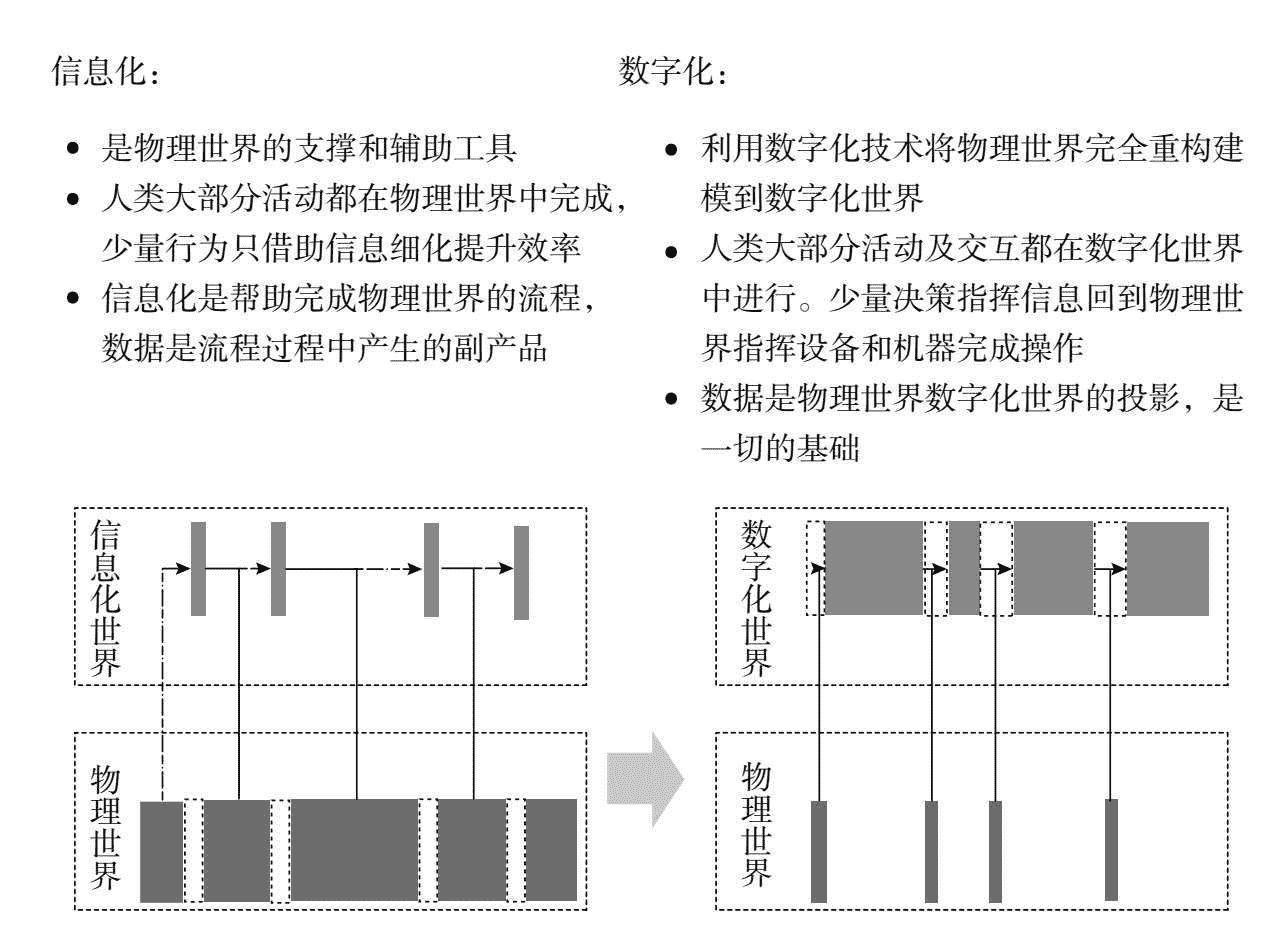 信息化：
是物理世界的支撑和辅助工具
人类大部分活动都在物理世界中完成，
少量行为只借助信息细化提升效率
信息化是帮助完成物理世界的流程，
数据是流程过程中产生的副产品
数字化：
利用数字化技术将物理世界完全重构建
模到数字化世界
人类大部分活动及交互都在数字化世界
中进行。少量决策指挥信息回到物理世
界指挥设备和机器完成操作
数据是物理世界数字化世界的投影，是
一切的基础
信息化世界
物理世界
数字化世界
物理世界